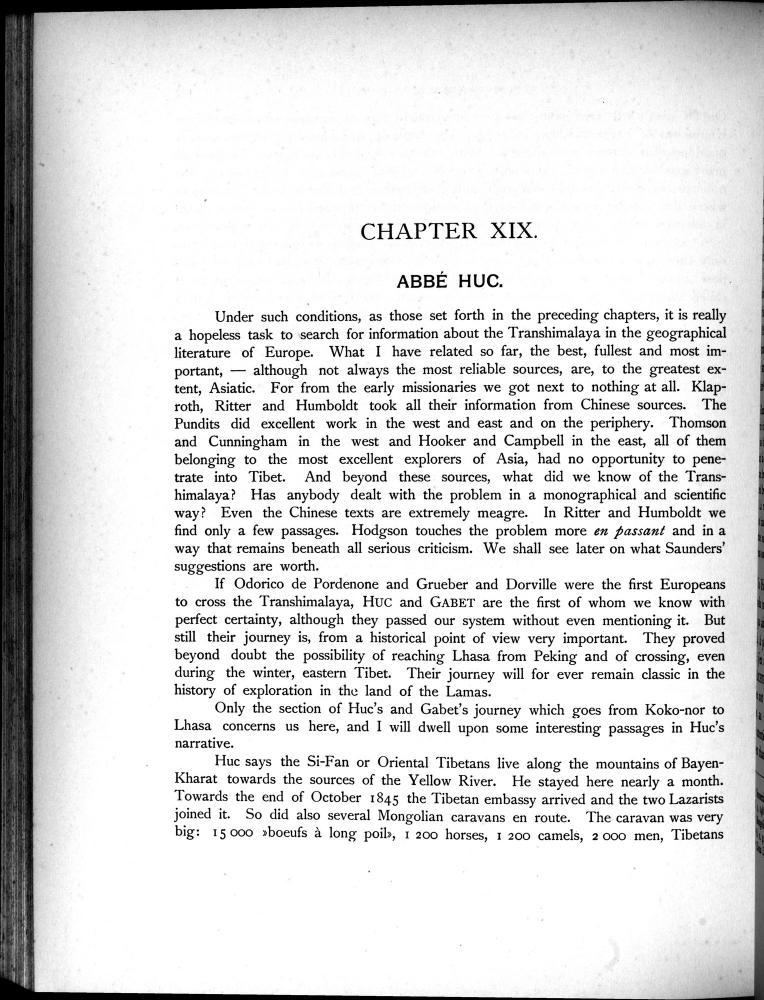 CHAPTER XIX.
ABBÉ HUC.
Under such conditions, as those set forth in the preceding chapters, it is really
a hopeless task to search for information about the Transhimalaya in the geographical
literature of Europe. What I have related so far, the best, fullest and most im-
portant, — although not always the most reliable sources, are, to the greatest ex-
tent, Asiatic. For from the early missionaries we got next to nothing at all. Klap-
roth, Ritter and Humboldt took all their information from Chinese sources. The
Pundits did excellent work in the west and east and on the periphery. Thomson
and Cunningham in the west and Hooker and Campbell in the east, all of them
belonging to the most excellent explorers of Asia, had no opportunity to pene-
trate into Tibet. And beyond these sources, what did we know of the Trans-
himalaya? Has anybody dealt with the problem in a monographical and scientific
way? Even the Chinese texts are extremely meagre. In Ritter and Humboldt we
find only a few passages. Hodgson touches the problem more en passant and in a
way that remains beneath all serious criticism. We shall see later on what Saunders'
suggestions are worth.
If Odorico de Pordenone and Grueber and Dorville were the first Europeans
to cross the Transhimalaya, HUC and GABET are the first of whom we know with
perfect certainty, although they passed our system without even mentioning it. But
still their journey is, from a historical point of view very important. They proved
beyond doubt the possibility of reaching Lhasa from Peking and of crossing, even
during the winter, eastern Tibet. Their journey will for ever remain classic in the
history of exploration in the land of the Lamas.
Only the section of Huc's and Gabet's journey which goes from Koko-nor to
Lhasa concerns us here, and I will dwell upon some interesting passages in Huc's
narrative.
Huc says the Si-Fan or Oriental Tibetans live along the mountains of Bayen-
Kharat towards the sources of the Yellow River. He stayed here nearly a month.
Towards the end of October 1845 the Tibetan embassy arrived and the two Lazarists
joined it. So did also several Mongolian caravans en route. The caravan was very
big: 15 000 »boeufs à long poil», 1 200 horses, 1 200 camels, 2 000 men, Tibetans